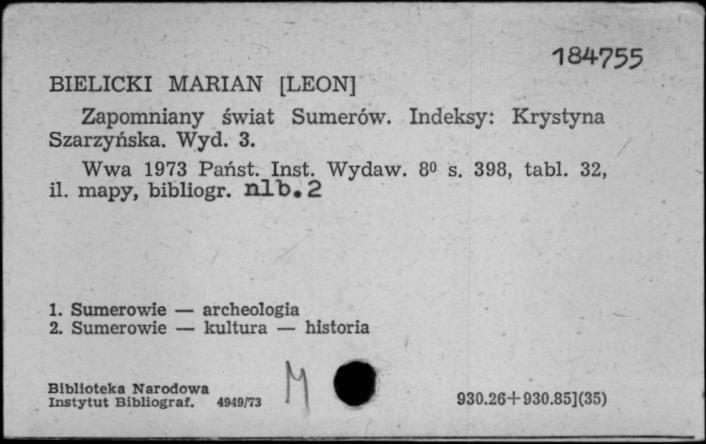 184755
BIELICKI MARIAN [LEON]
Zapomniany świat Sumerów. Indeksy: Krystyna
Szarzyńska. Wyd. 3.
Wwa 1973 Państ. Inst. Wydaw. 8⁰ s. 398, tabl. 32,
il. mapy, bibliogr. nlb.2
1. Sumerowie — archeologia
2. Sumerowie — kultura — historia
M
Biblioteka Narodowa
Instytut Bibliograf. 4949/73
930.26+930.85](35)